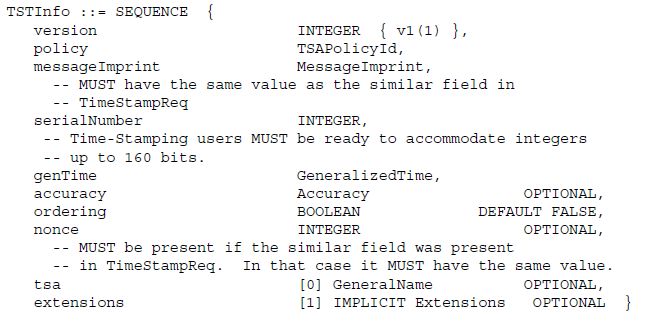 TSTInfo ::= SEQUENCE  {
version                        INTEGER  { v1(1) },
policy                         TSAPolicyId,
messageImprint                 MessageImprint,
-- MUST have the same value as the similar field in
-- TimeStampReq
serialNumber                   INTEGER,
-- Time-Stamping users MUST be ready to accommodate integers
-- up to 160 bits.
genTime                        GeneralizedTime,
accuracy                       Accuracy                 OPTIONAL,
ordering                       BOOLEAN             DEFAULT FALSE,
nonce                          INTEGER                  OPTIONAL,
-- MUST be present if the similar field was present
-- in TimeStampReq.  In that case it MUST have the same value.
tsa                            [0] GeneralName          OPTIONAL,
extensions                     [1] IMPLICIT Extensions   OPTIONAL  }